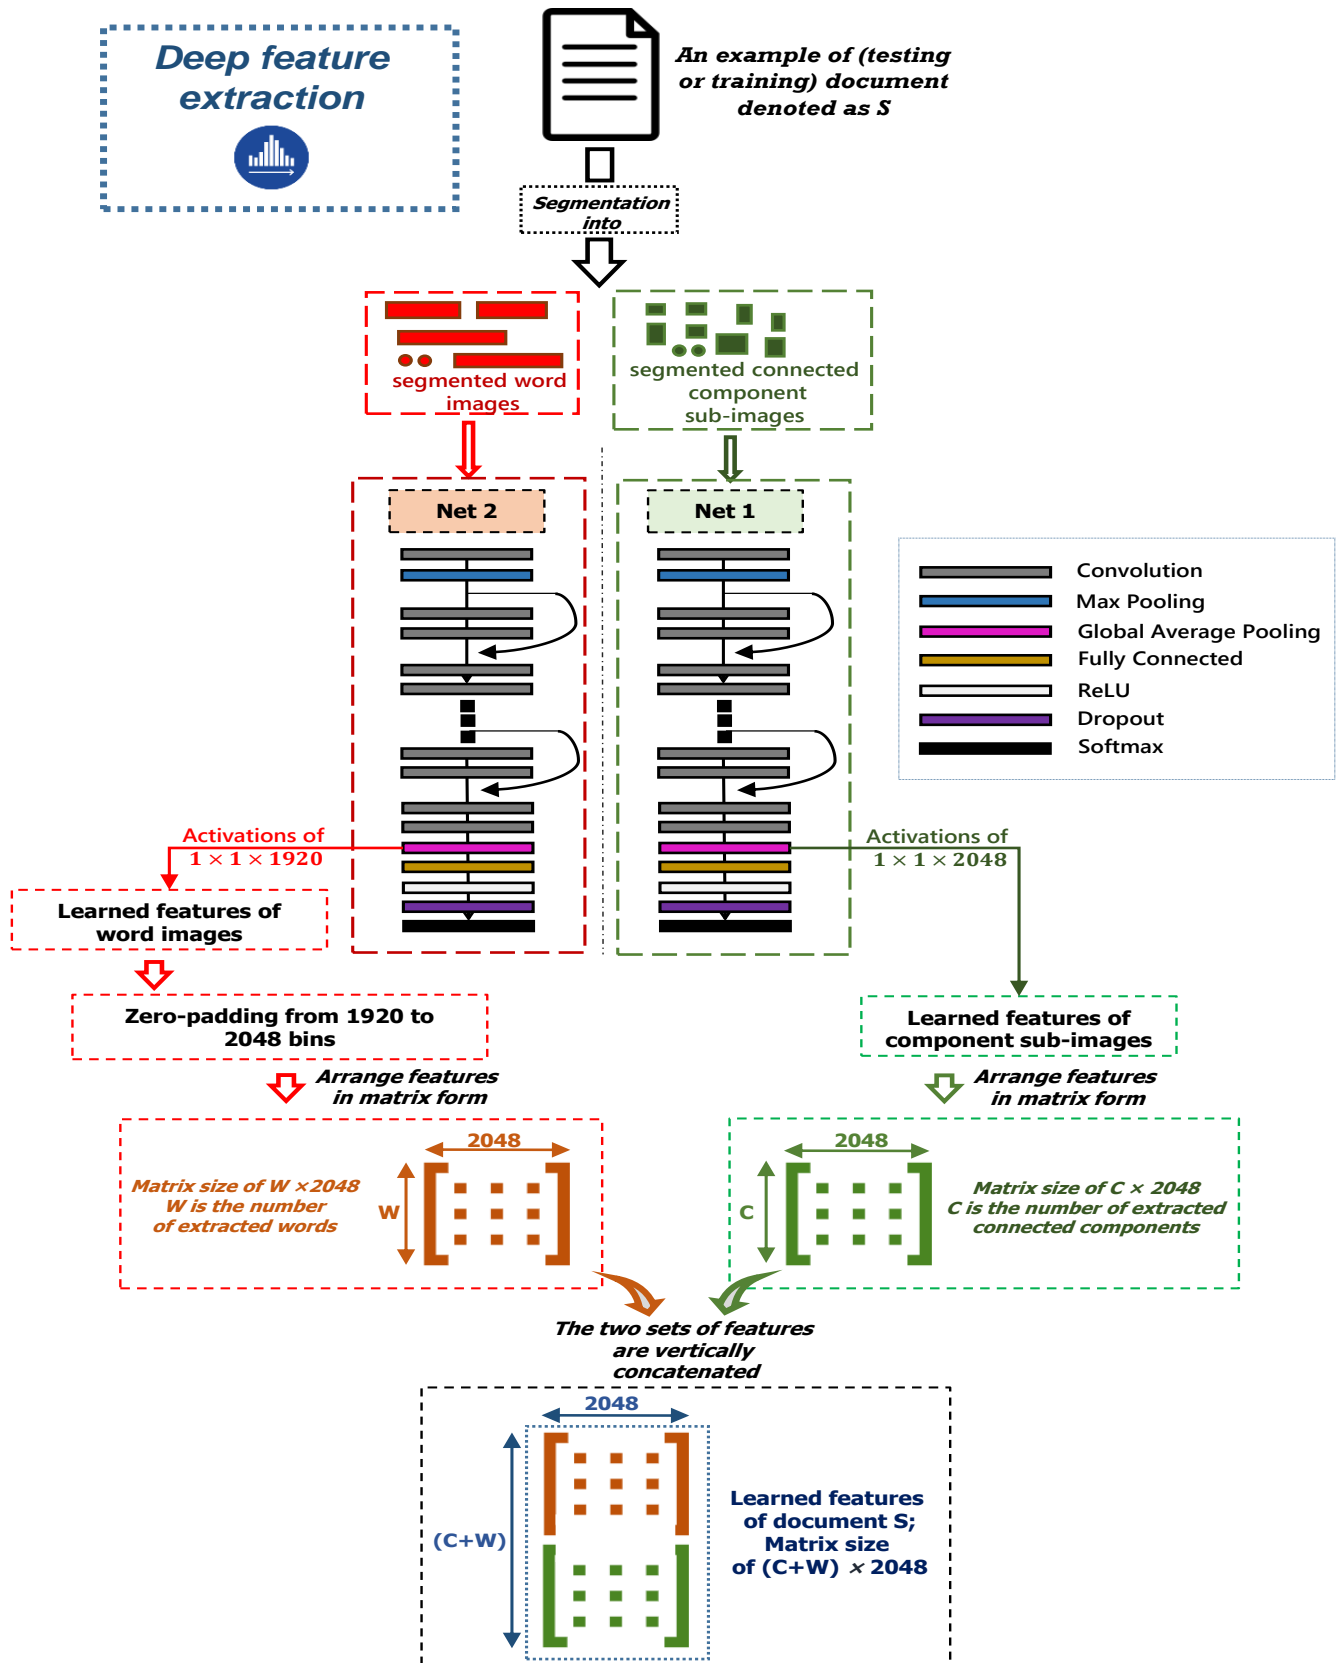 Deep feature
extraction
An example of (testing
or training) document
denoted as S
Segmentation
into
segmented word
images
segmented connected
component
sub-images
Net 2
Net 1
Convolution
Max Pooling
Global Average Pooling
Fully Connected
ReLU
Dropout
Softmax
Activations of
1 × 1 × 1920
Activations of
1 × 1 × 2048
Learned features of
word images
Zero-padding from 1920 to
2048 bins
Learned features of
component sub-images
Arrange features
in matrix form
Arrange features
in matrix form
Matrix size of W ×2048
W is the number
of extracted words
2048
W
2048
C
Matrix size of C × 2048
C is the number of extracted
connected components
The two sets of features
are vertically
concatenated
2048
(C+W)
Learned features
of document S;
Matrix size
of (C+W) × 2048